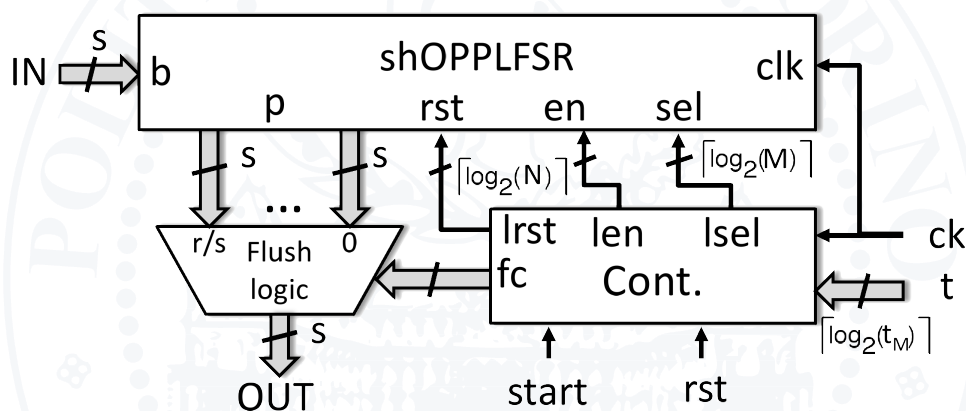 s
IN
b
shOPPLFSR
clk
p
rst
en
sel
s
s
⌈log₂(N)⌉
⌈log₂(M)⌉
...
r/s
0
Flush
logic
lrst
len
lsel
fc
Cont.
ck
t
⌈log₂(t_M)⌉
s
OUT
start
rst